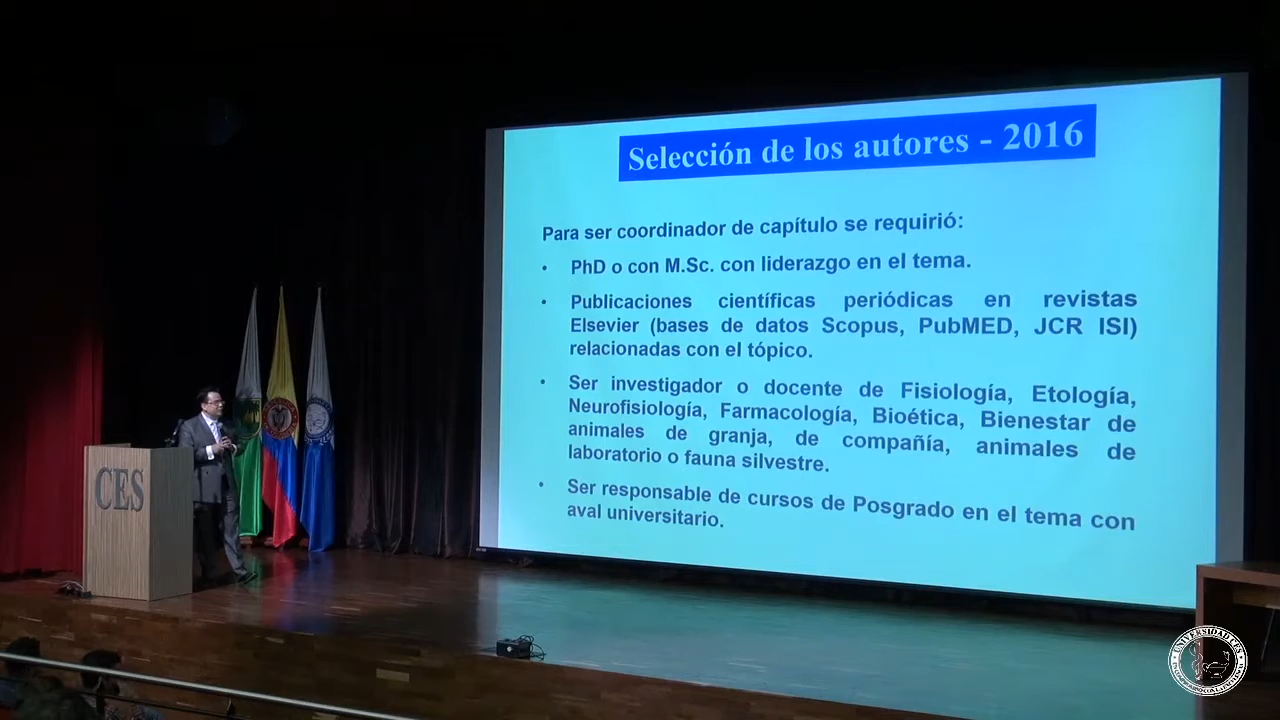 Selección de los autores - 2016
Para ser coordinador de capítulo se requirió:
• PhD o con M.Sc. con liderazgo en el tema.
• Publicaciones científicas periódicas en revistas
Elsevier (bases de datos Scopus, PubMED, JCR ISI)
relacionadas con el tópico.
• Ser investigador o docente de Fisiología, Etología,
Neurofisiología, Farmacología, Bioética, Bienestar de
animales de granja, de compañía, animales de
laboratorio o fauna silvestre.
• Ser responsable de cursos de Posgrado en el tema con
aval universitario.
CES
UNIVERSIDAD CES